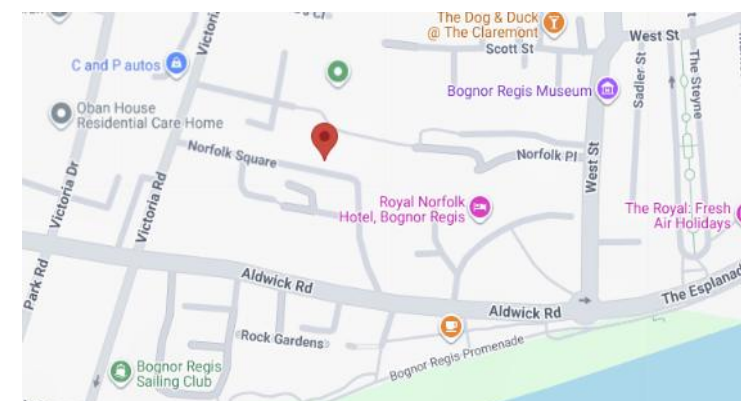 The Dog & Duck
@ The Claremont
Scott St
West St
Victoria
C and P autos
Bognor Regis Museum
Sadler St
The Steyne
Oban House
Residential Care Home
Norfolk Square
Norfolk Pl
West St
Victoria Dr
Victoria Rd
Royal Norfolk
Hotel, Bognor Regis
The Royal: Fresh
Air Holidays
Park Rd
Aldwick Rd
Aldwick Rd
The Esplanad
Rock Gardens
Bognor Regis Promenade
Bognor Regis
Sailing Club